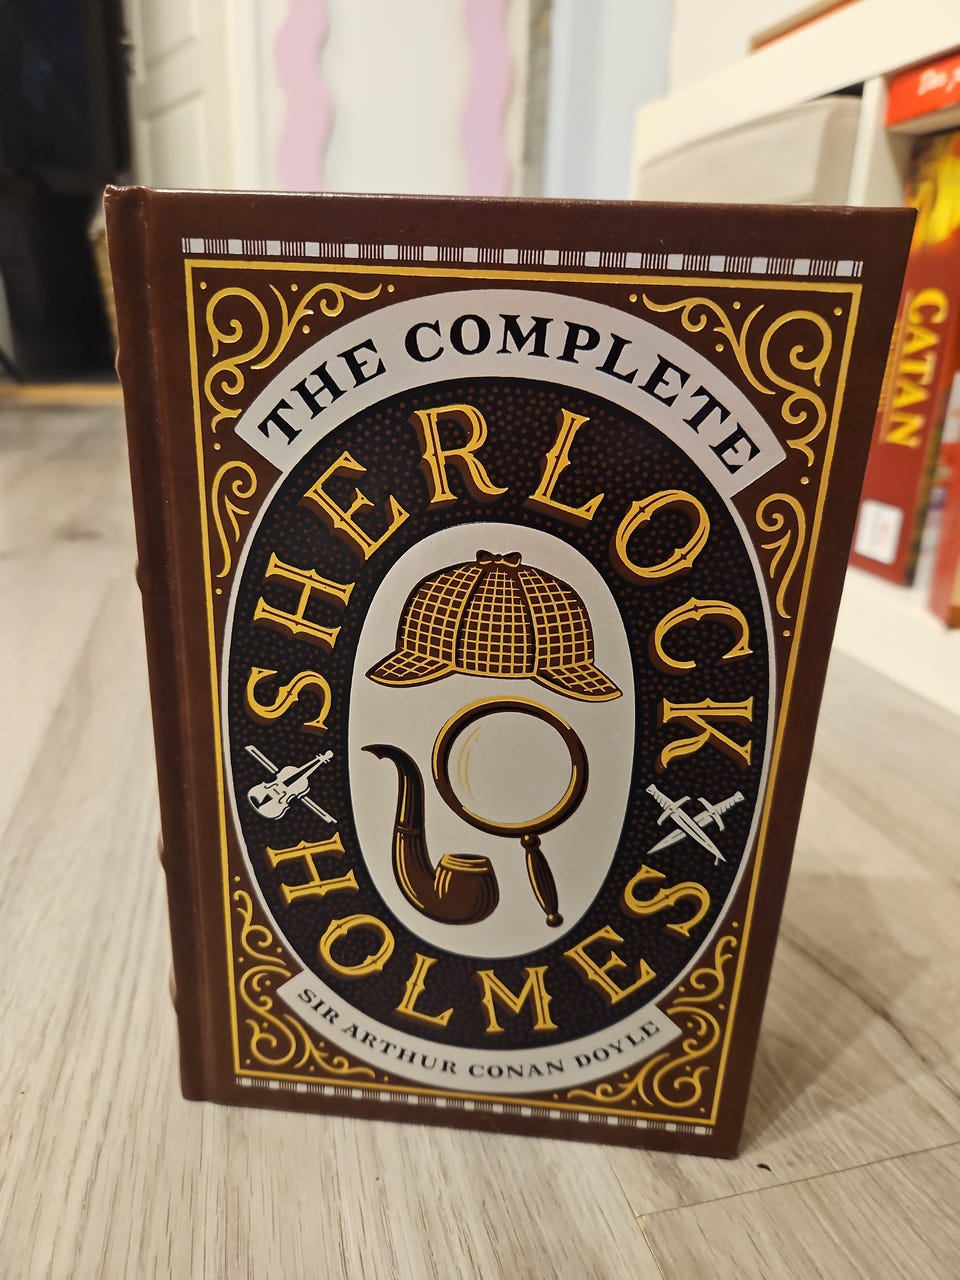 THE COMPLETE
SHERLOCK
HOLMES
SIR ARTHUR CONAN DOYLE
CATAN